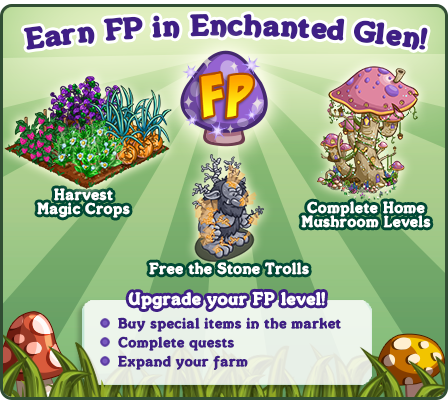 Earn FP in Enchanted Glen!
FP
Harvest
Magic Crops
Complete Home
Mushroom Levels
Free the Stone Trolls
Upgrade your FP level!
Buy special items in the market
Complete quests
Expand your farm